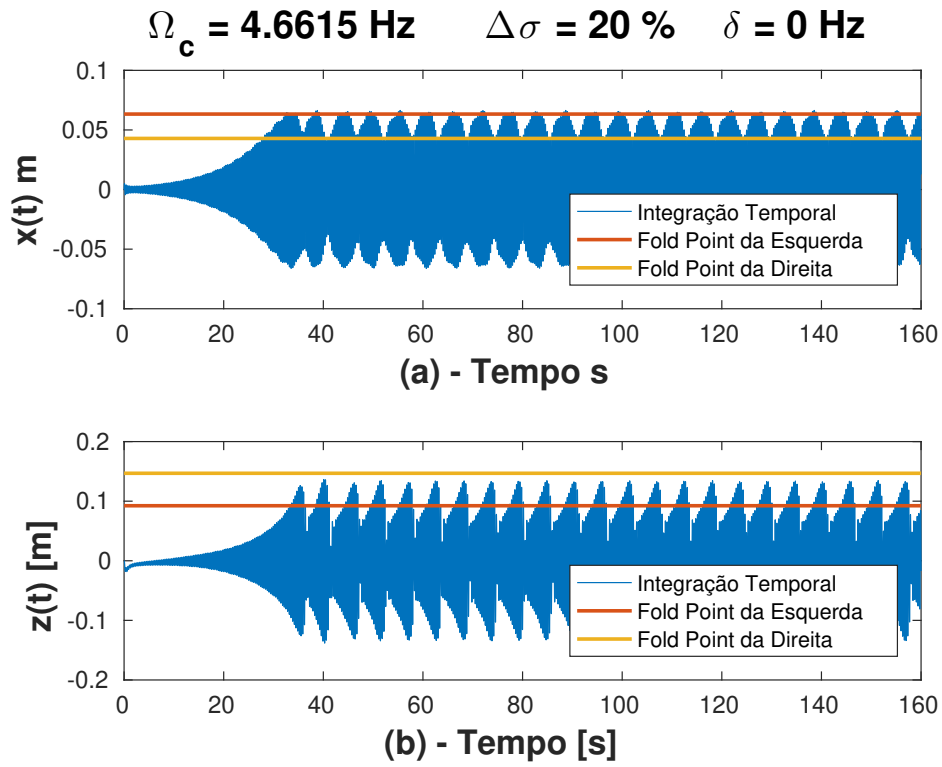 Ω_c = 4.6615 Hz Δσ = 20 % δ = 0 Hz
0.1
0.05
0
-0.05
-0.1
x(t) m
Integração Temporal
Fold Point da Esquerda
Fold Point da Direita
0 20 40 60 80 100 120 140 160
(a) - Tempo s
0.2
0.1
0
-0.1
-0.2
z(t) [m]
Integração Temporal
Fold Point da Esquerda
Fold Point da Direita
0 20 40 60 80 100 120 140 160
(b) - Tempo [s]